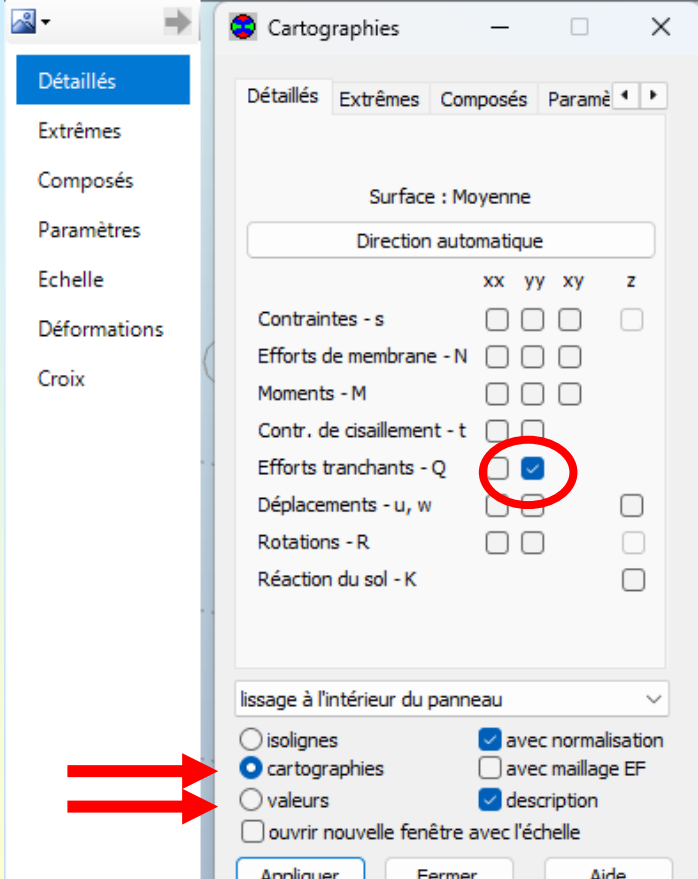 Cartographies
Détaillés
Extrêmes
Composés
Paramètres
Echelle
Déformations
Croix
Détaillés Extrêmes Composés Paramè
Surface : Moyenne
Direction automatique
xx yy xy z
Contraintes - s
Efforts de membrane - N
Moments - M
Contr. de cisaillement - t
Efforts tranchants - Q
Déplacements - u, w
Rotations - R
Réaction du sol - K
lissage à l'intérieur du panneau
isolignes avec normalisation
cartographies avec maillage EF
valeurs description
ouvrir nouvelle fenêtre avec l'échelle
Appliquer Fermer Aide